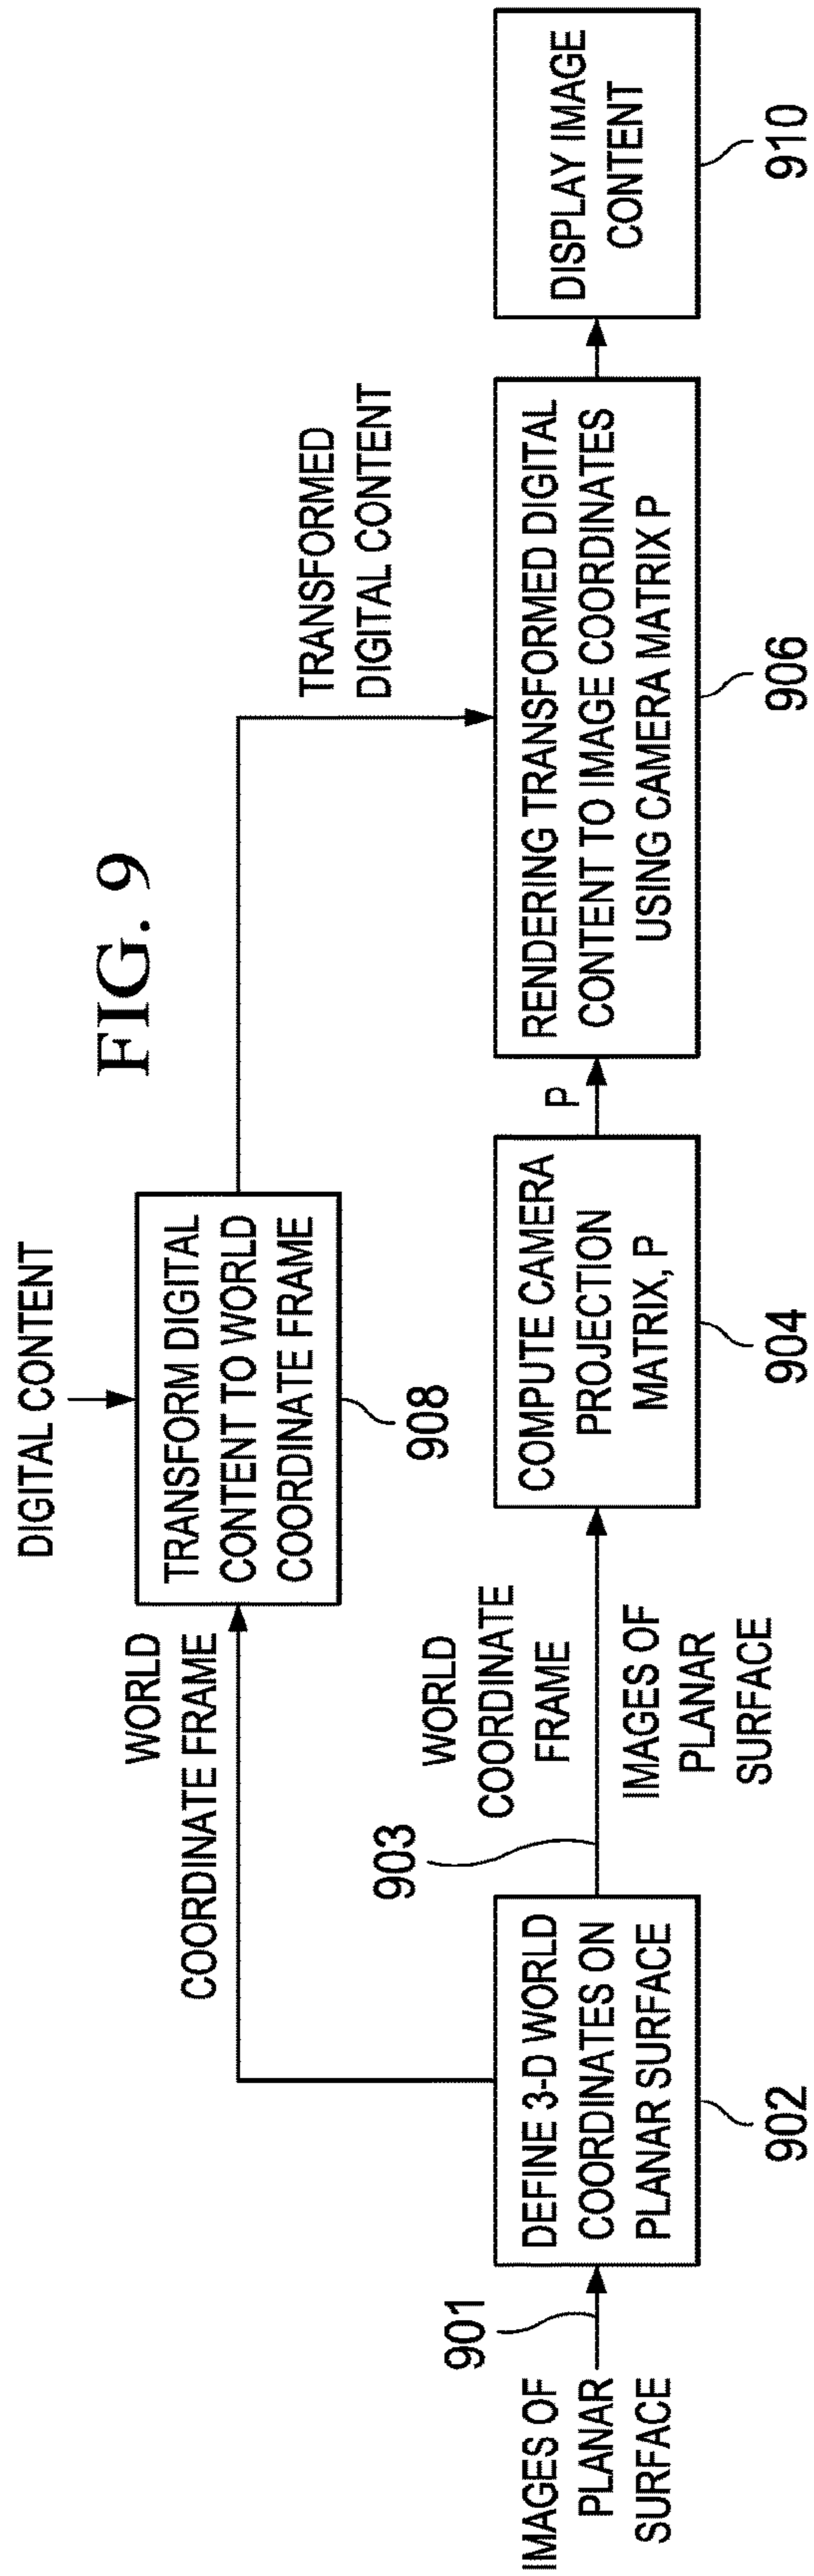 FIG. 9
DIGITAL CONTENT
WORLD
COORDINATE FRAME
TRANSFORM DIGITAL
CONTENT TO WORLD
COORDINATE FRAME
908
TRANSFORMED
DIGITAL CONTENT
IMAGES OF
PLANAR
SURFACE
901
DEFINE 3-D WORLD
COORDINATES ON
PLANAR SURFACE
902
903
WORLD
COORDINATE
FRAME
IMAGES OF
PLANAR
SURFACE
COMPUTE CAMERA
PROJECTION
MATRIX, P
904
P
RENDERING TRANSFORMED DIGITAL
CONTENT TO IMAGE COORDINATES
USING CAMERA MATRIX P
906
DISPLAY IMAGE
CONTENT
910